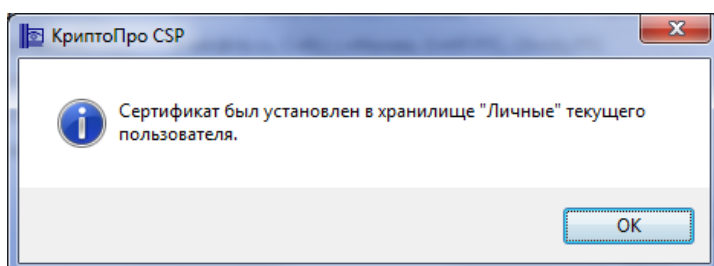 КриптоПро CSP
Сертификат был установлен в хранилище "Личные" текущего
пользователя.
OK